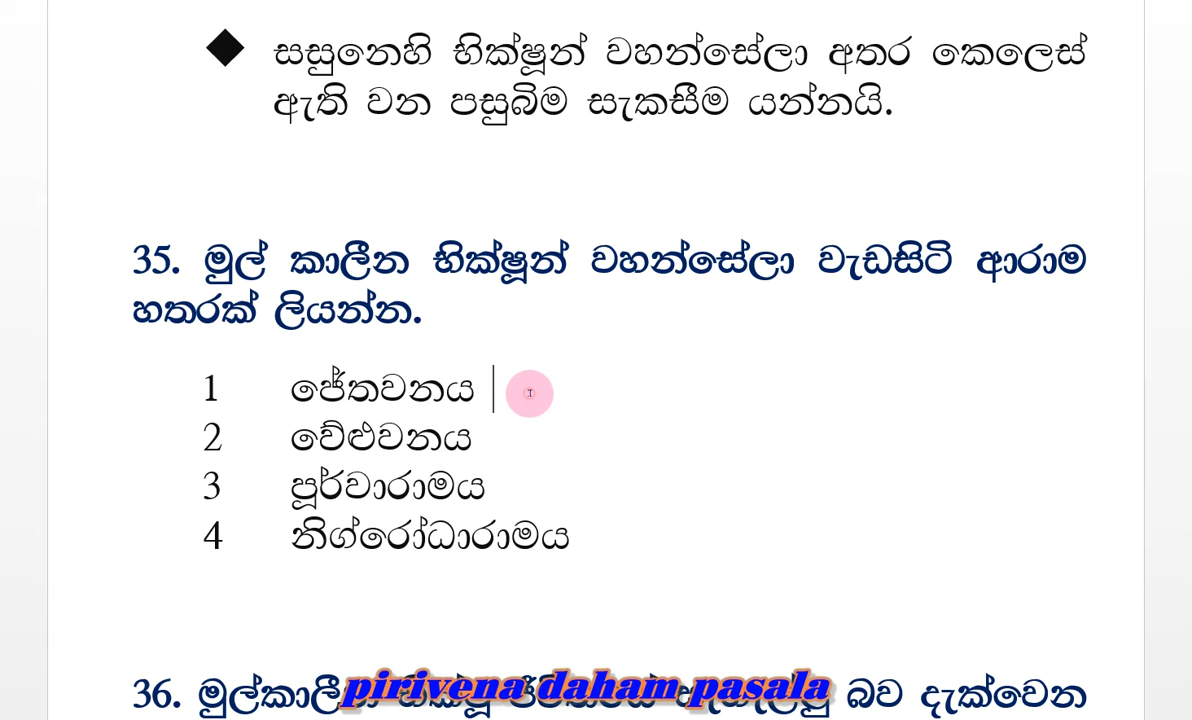 ◆ සසුනෙහි භික්ෂූන් වහන්සේලා අතර කෙලෙස්
ඇති වන පසුබිම සැකසීම යන්නයි.
35. මුල් කාලීන භික්ෂූන් වහන්සේලා වැඩසිටි ආරාම
හතරක් ලියන්න.
1 ජේතවනය
2 වේළුවනය
3 පූර්වාරාමය
4 නිග්රෝධාරාමය
36. මුල්කාලීන බව දැක්වෙන
pirivena daham pasala